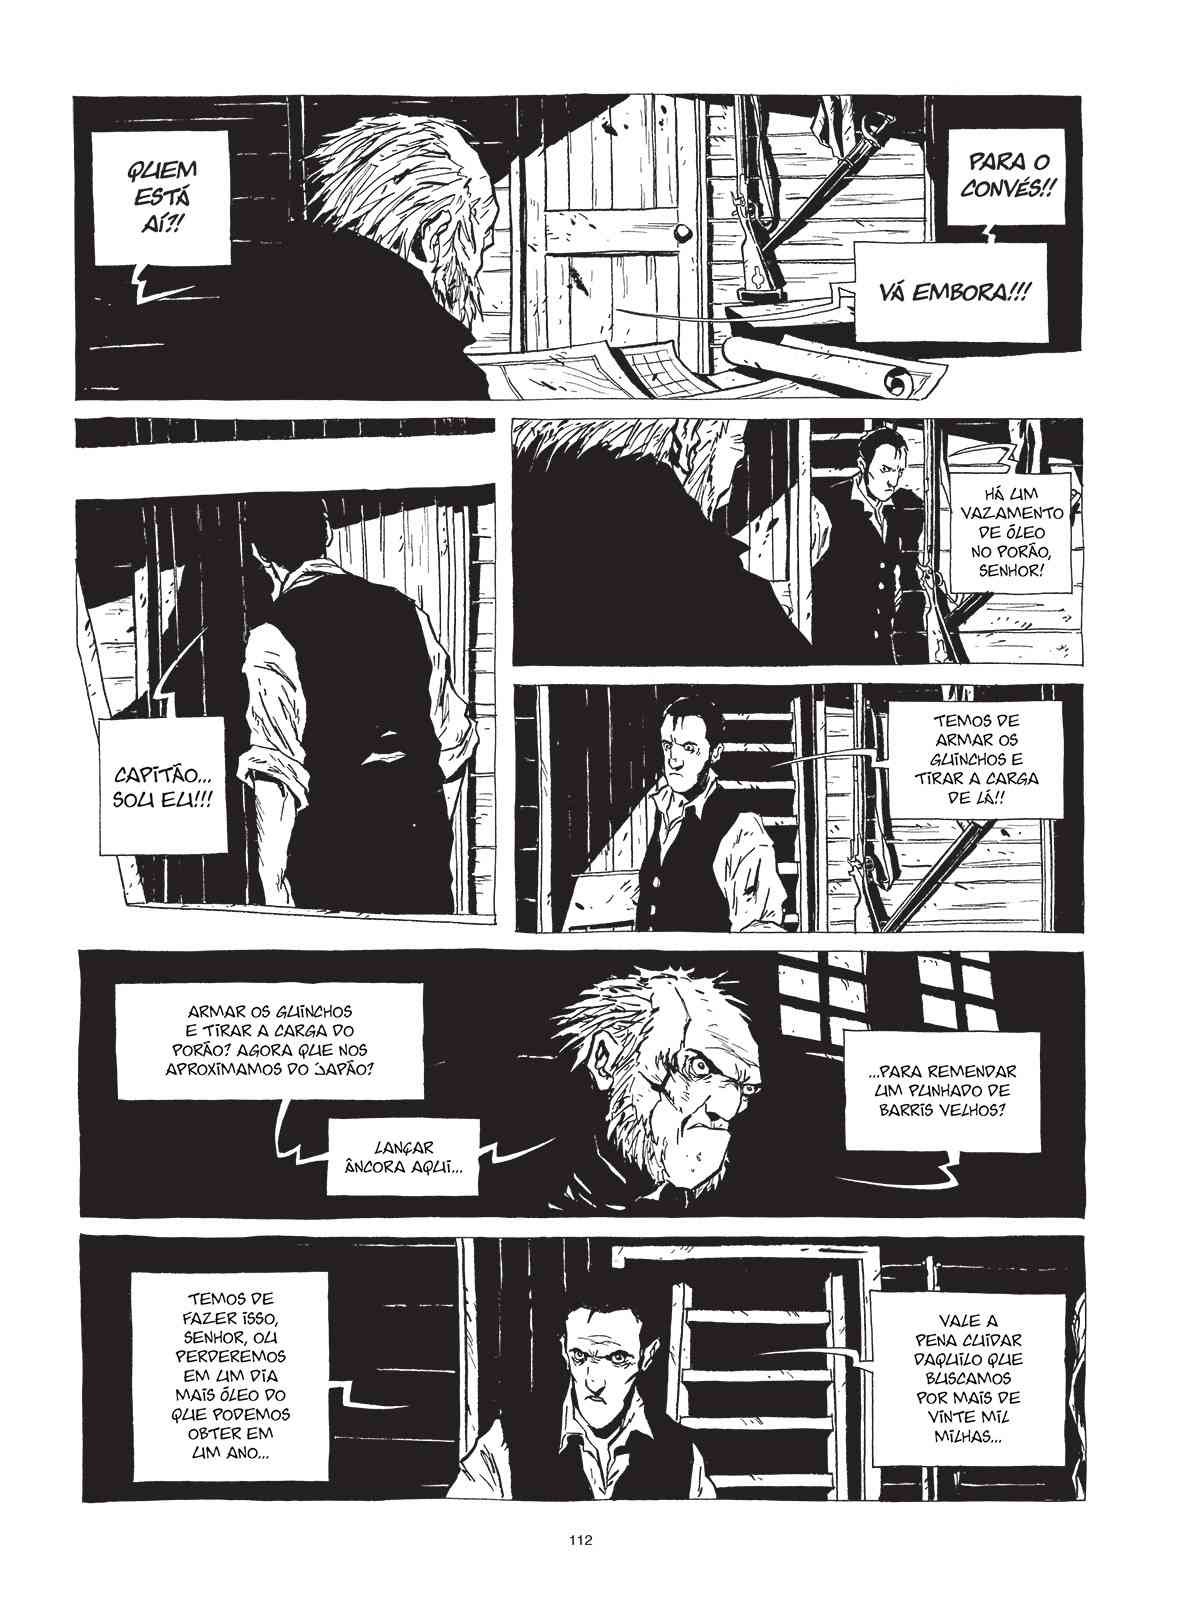 QUEM
ESTÁ
AÍ?!
PARA O
CONVÉS!!
VÁ EMBORA!!!
CAPITÃO...
SOU EU!!!
HÁ UM
VAZAMENTO
DE ÓLEO
NO PORÃO,
SENHOR!
TEMOS DE
ARMAR OS
GUINCHOS E
TIRAR A CARGA
DE LÁ!!
ARMAR OS GUINCHOS
E TIRAR A CARGA DO
PORÃO? AGORA QUE NOS
APROXIMAMOS DO JAPÃO?
LANÇAR
ÂNCORA AQUI...
...PARA REMENDAR
UM PUNHADO DE
BARRIS VELHOS?
TEMOS DE
FAZER ISSO,
SENHOR, OU
PERDEREMOS
EM UM DIA
MAIS ÓLEO DO
QUE PODEMOS
OBTER EM
UM ANO...
VALE A
PENA CUIDAR
DAQUILO QUE
BUSCAMOS
POR MAIS DE
VINTE MIL
MILHAS...
112